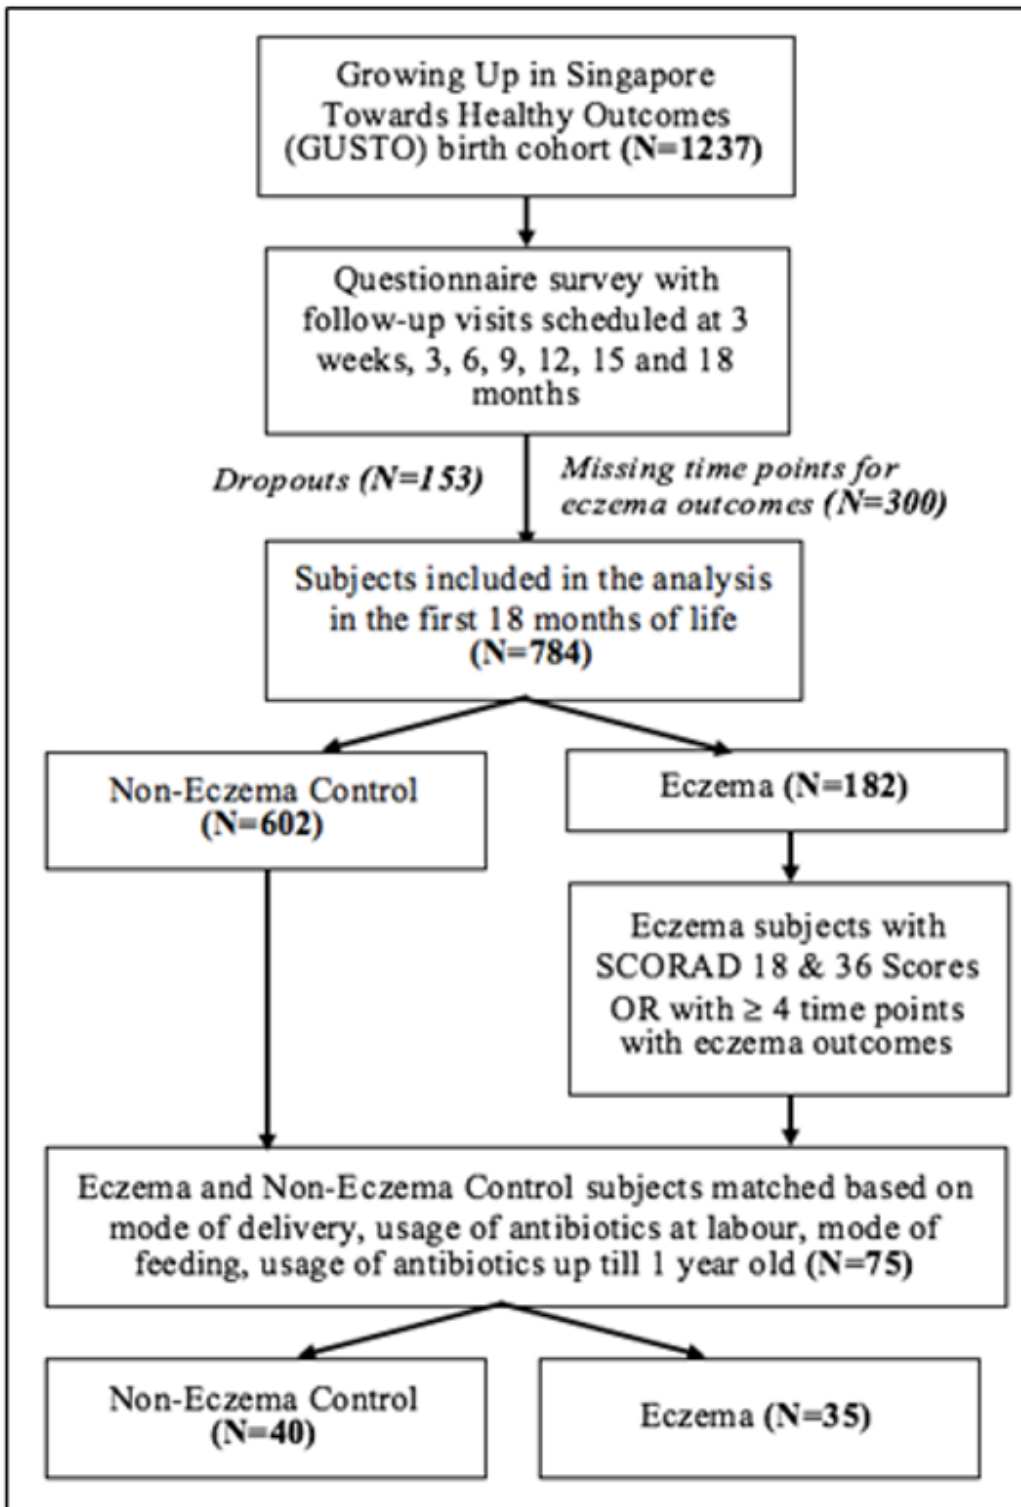 Growing Up in Singapore
Towards Healthy Outcomes
(GUSTO) birth cohort (N=1237)
Questionnaire survey with
follow-up visits scheduled at 3
weeks, 3, 6, 9, 12, 15 and 18
months
Dropouts (N=153)
Missing time points for
eczema outcomes (N=300)
Subjects included in the analysis
in the first 18 months of life
(N=784)
Non-Eczema Control
(N=602)
Eczema (N=182)
Eczema subjects with
SCORAD 18 & 36 Scores
OR with ≥ 4 time points
with eczema outcomes
Eczema and Non-Eczema Control subjects matched based on
mode of delivery, usage of antibiotics at labour, mode of
feeding, usage of antibiotics up till 1 year old (N=75)
Non-Eczema Control
(N=40)
Eczema (N=35)